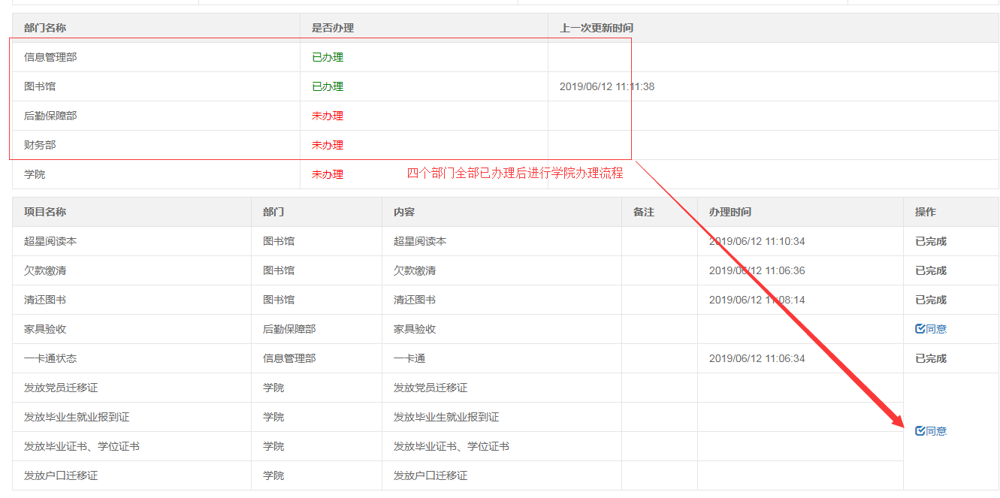 部门名称 是否办理 上一次更新时间
信息管理部 已办理
图书馆 已办理 2019/06/12 11:11:38
后勤保障部 未办理
财务部 未办理
学院 未办理 四个部门全部已办理后进行学院办理流程
项目名称 部门 内容 备注 办理时间 操作
超星阅读本 图书馆 超星阅读本 2019/06/12 11:10:34 已完成
欠款缴清 图书馆 欠款缴清 2019/06/12 11:06:36 已完成
清还图书 图书馆 清还图书 2019/06/12 11:08:14 已完成
家具验收 后勤保障部 家具验收 同意
一卡通状态 信息管理部 一卡通 2019/06/12 11:06:34 已完成
发放党员迁移证 学院 发放党员迁移证
发放毕业生就业报到证 学院 发放毕业生就业报到证
同意
发放毕业证书、学位证书 学院 发放毕业证书、学位证书
发放户口迁移证 学院 发放户口迁移证